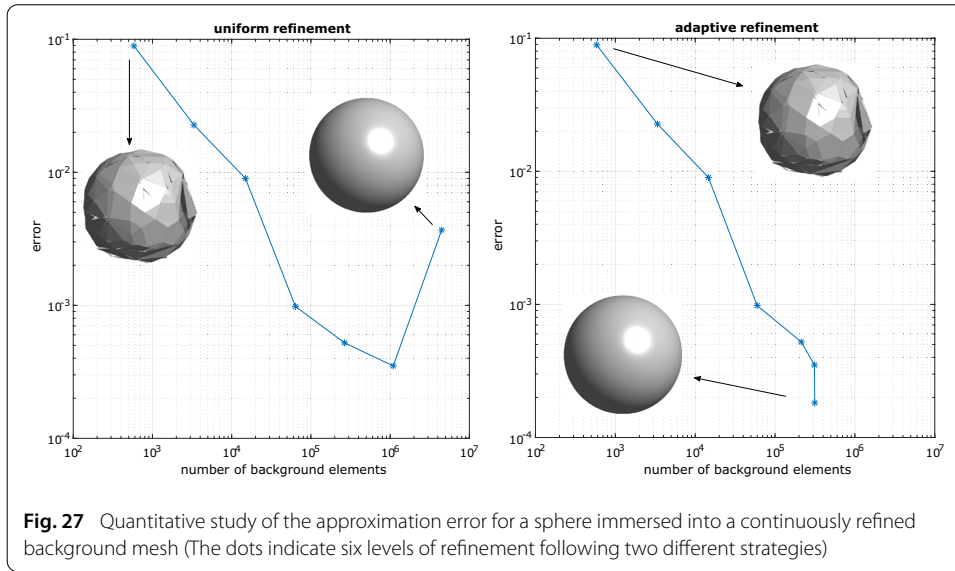 uniform refinement
10^-1
10^-2
10^-3
10^-4
error
10^2 10^3 10^4 10^5 10^6 10^7
number of background elements
adaptive refinement
10^-1
10^-2
10^-3
10^-4
error
10^2 10^3 10^4 10^5 10^6 10^7
number of background elements
Fig. 27 Quantitative study of the approximation error for a sphere immersed into a continuously refined
background mesh (The dots indicate six levels of refinement following two different strategies)